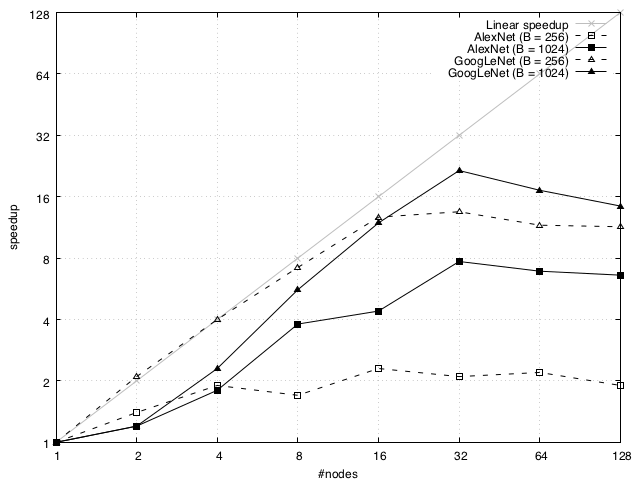 128
64
32
16
8
4
2
1
speedup
Linear speedup
AlexNet (B = 256)
AlexNet (B = 1024)
GoogLeNet (B = 256)
GoogLeNet (B = 1024)
1 2 4 8 16 32 64 128
#nodes